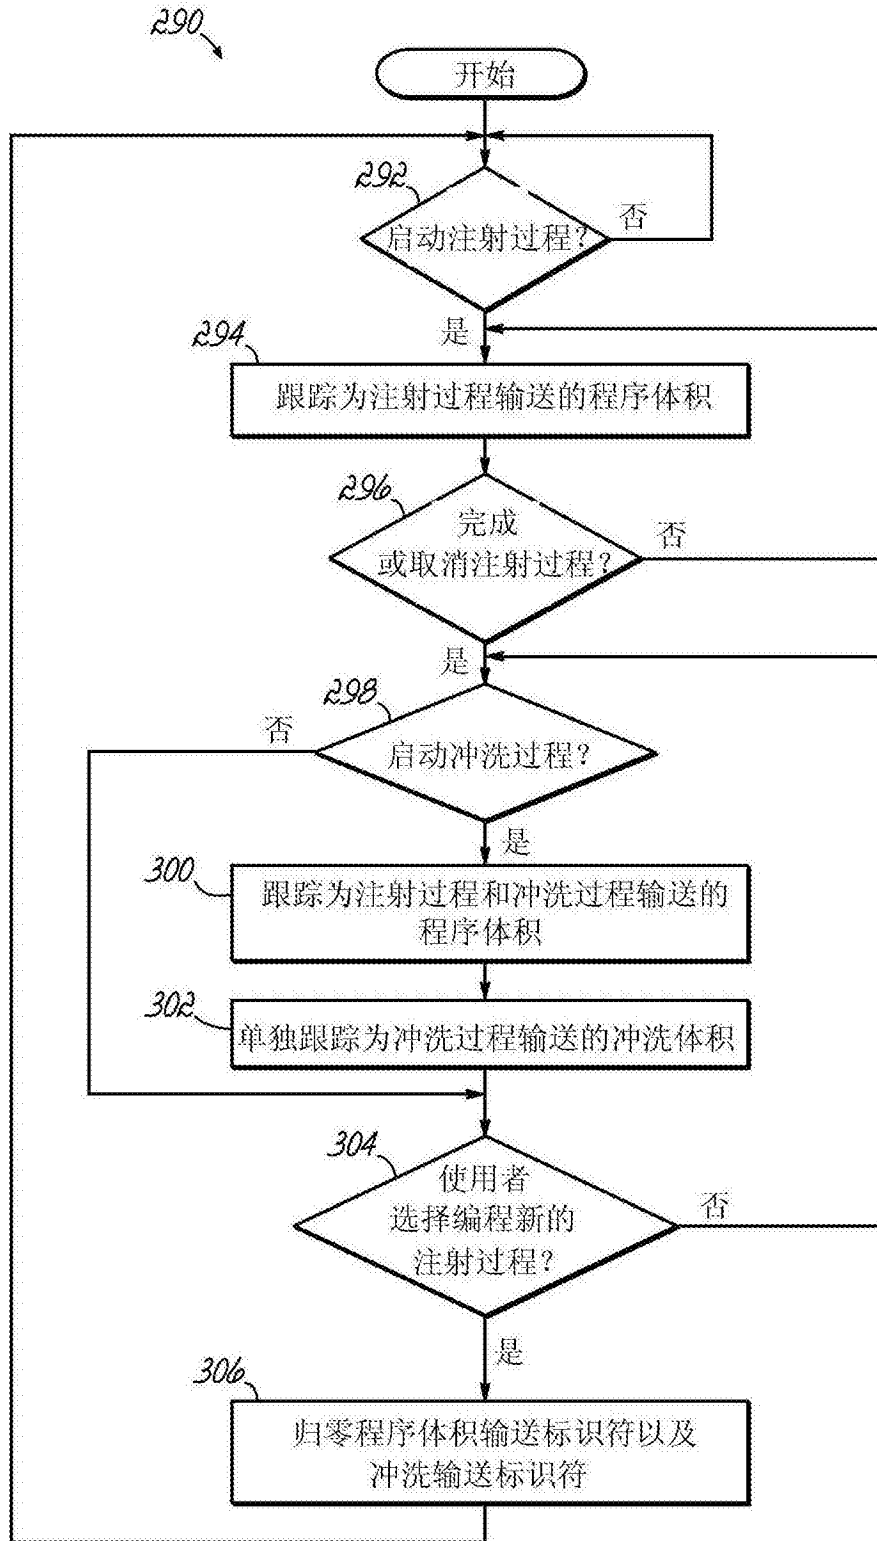 290
开始
292
启动注射过程?
否
是
294
跟踪为注射过程输送的程序体积
296
完成
或取消注射过程?
否
是
298
否
启动冲洗过程?
是
300
跟踪为注射过程和冲洗过程输送的
程序体积
302
单独跟踪为冲洗过程输送的冲洗体积
304
使用者
选择编程新的
注射过程?
否
是
306
归零程序体积输送标识符以及
冲洗输送标识符